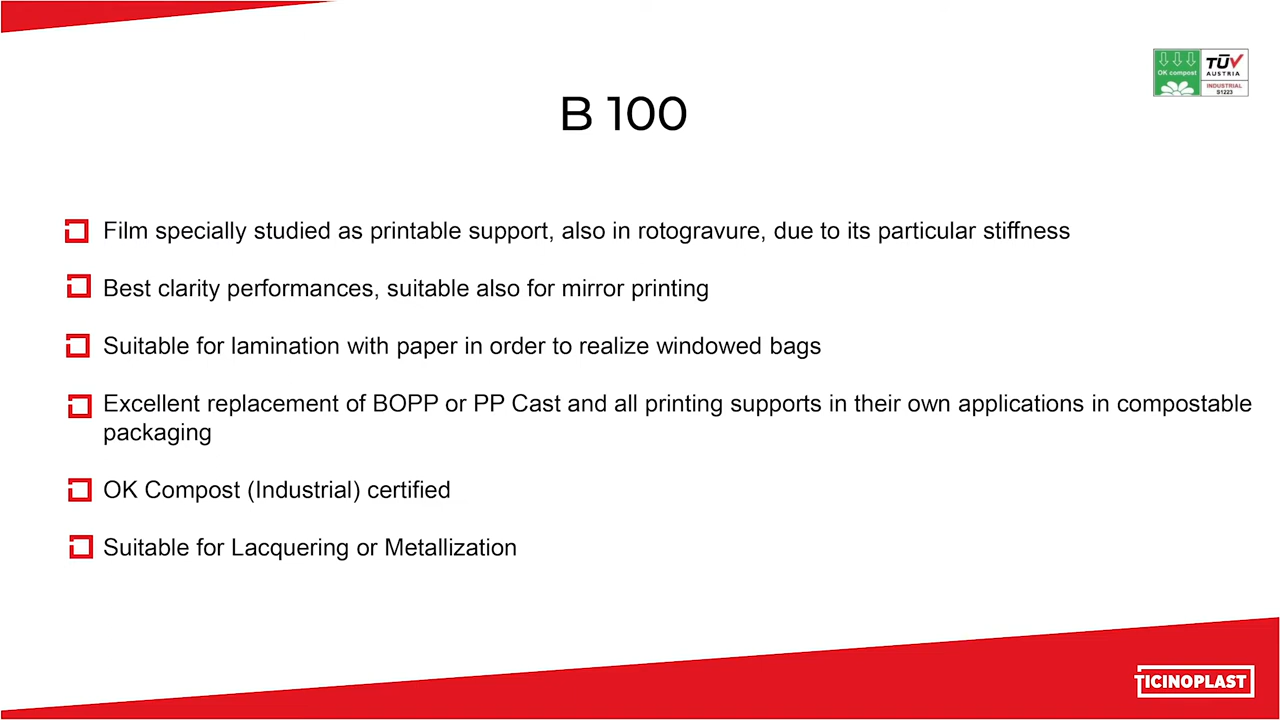 OK compost
TÜV
AUSTRIA
INDUSTRIAL
S1223
B 100
Film specially studied as printable support, also in rotogravure, due to its particular stiffness
Best clarity performances, suitable also for mirror printing
Suitable for lamination with paper in order to realize windowed bags
Excellent replacement of BOPP or PP Cast and all printing supports in their own applications in compostable
packaging
OK Compost (Industrial) certified
Suitable for Lacquering or Metallization
TICINOPLAST